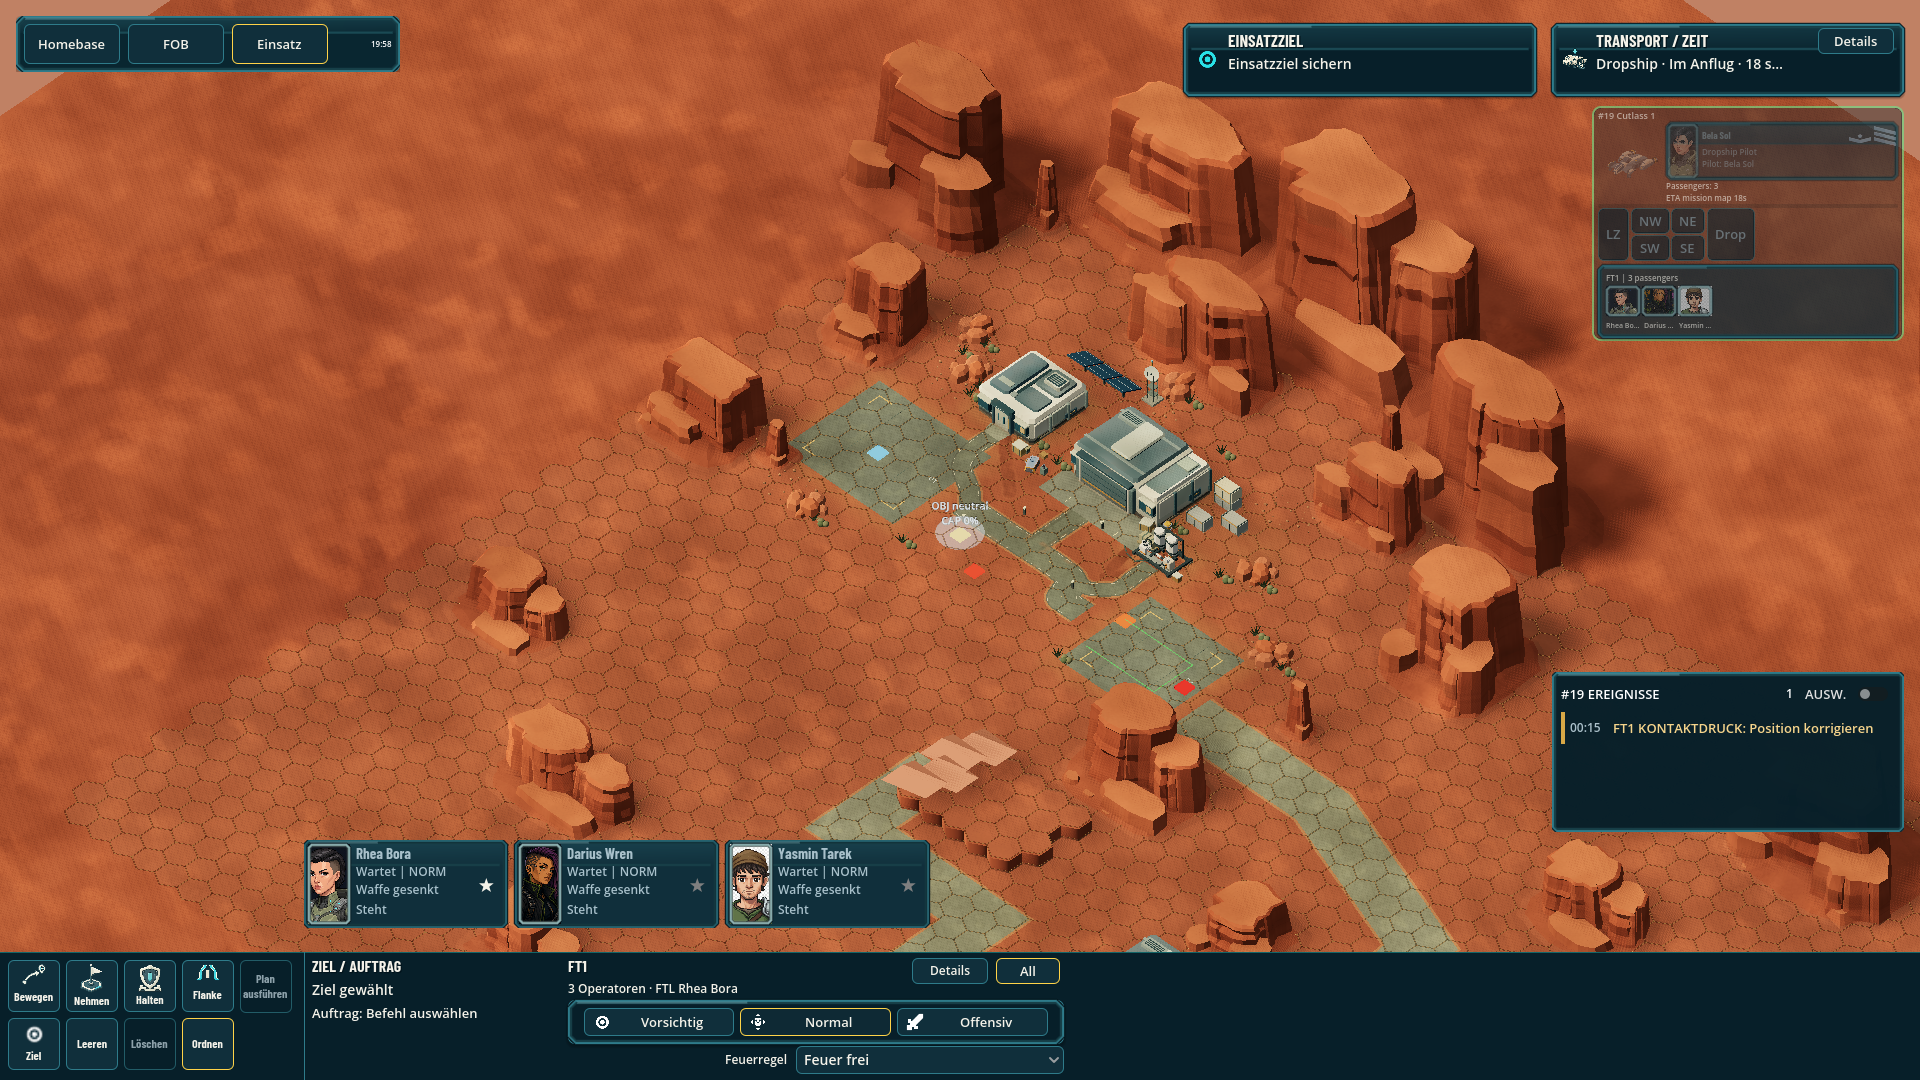 Homebase
FOB
Einsatz
19:58
EINSATZZIEL
Einsatzziel sichern
TRANSPORT / ZEIT
Details
Dropship · Im Anflug · 18 s...
#19 Cutlass 1
Bela Sol
Dropship Pilot
Pilot: Bela Sol
Passengers: 3
ETA mission map 18s
LZ
NW
NE
SW
SE
Drop
FT1 | 3 passengers
Rhea Bo...
Darius ...
Yasmin ...
OBJ neutral
CAP 0%
#19 EREIGNISSE
1
AUSW.
00:15
FT1 KONTAKTDRUCK: Position korrigieren
Rhea Bora
Wartet | NORM
Waffe gesenkt
Steht
Darius Wren
Wartet | NORM
Waffe gesenkt
Steht
Yasmin Tarek
Wartet | NORM
Waffe gesenkt
Steht
Bewegen
Nehmen
Halten
Flanke
Plan
ausführen
Ziel
Leeren
Löschen
Ordnen
ZIEL / AUFTRAG
Ziel gewählt
Auftrag: Befehl auswählen
FT1
3 Operatoren · FTL Rhea Bora
Details
All
Vorsichtig
Normal
Offensiv
Feuerregel
Feuer frei